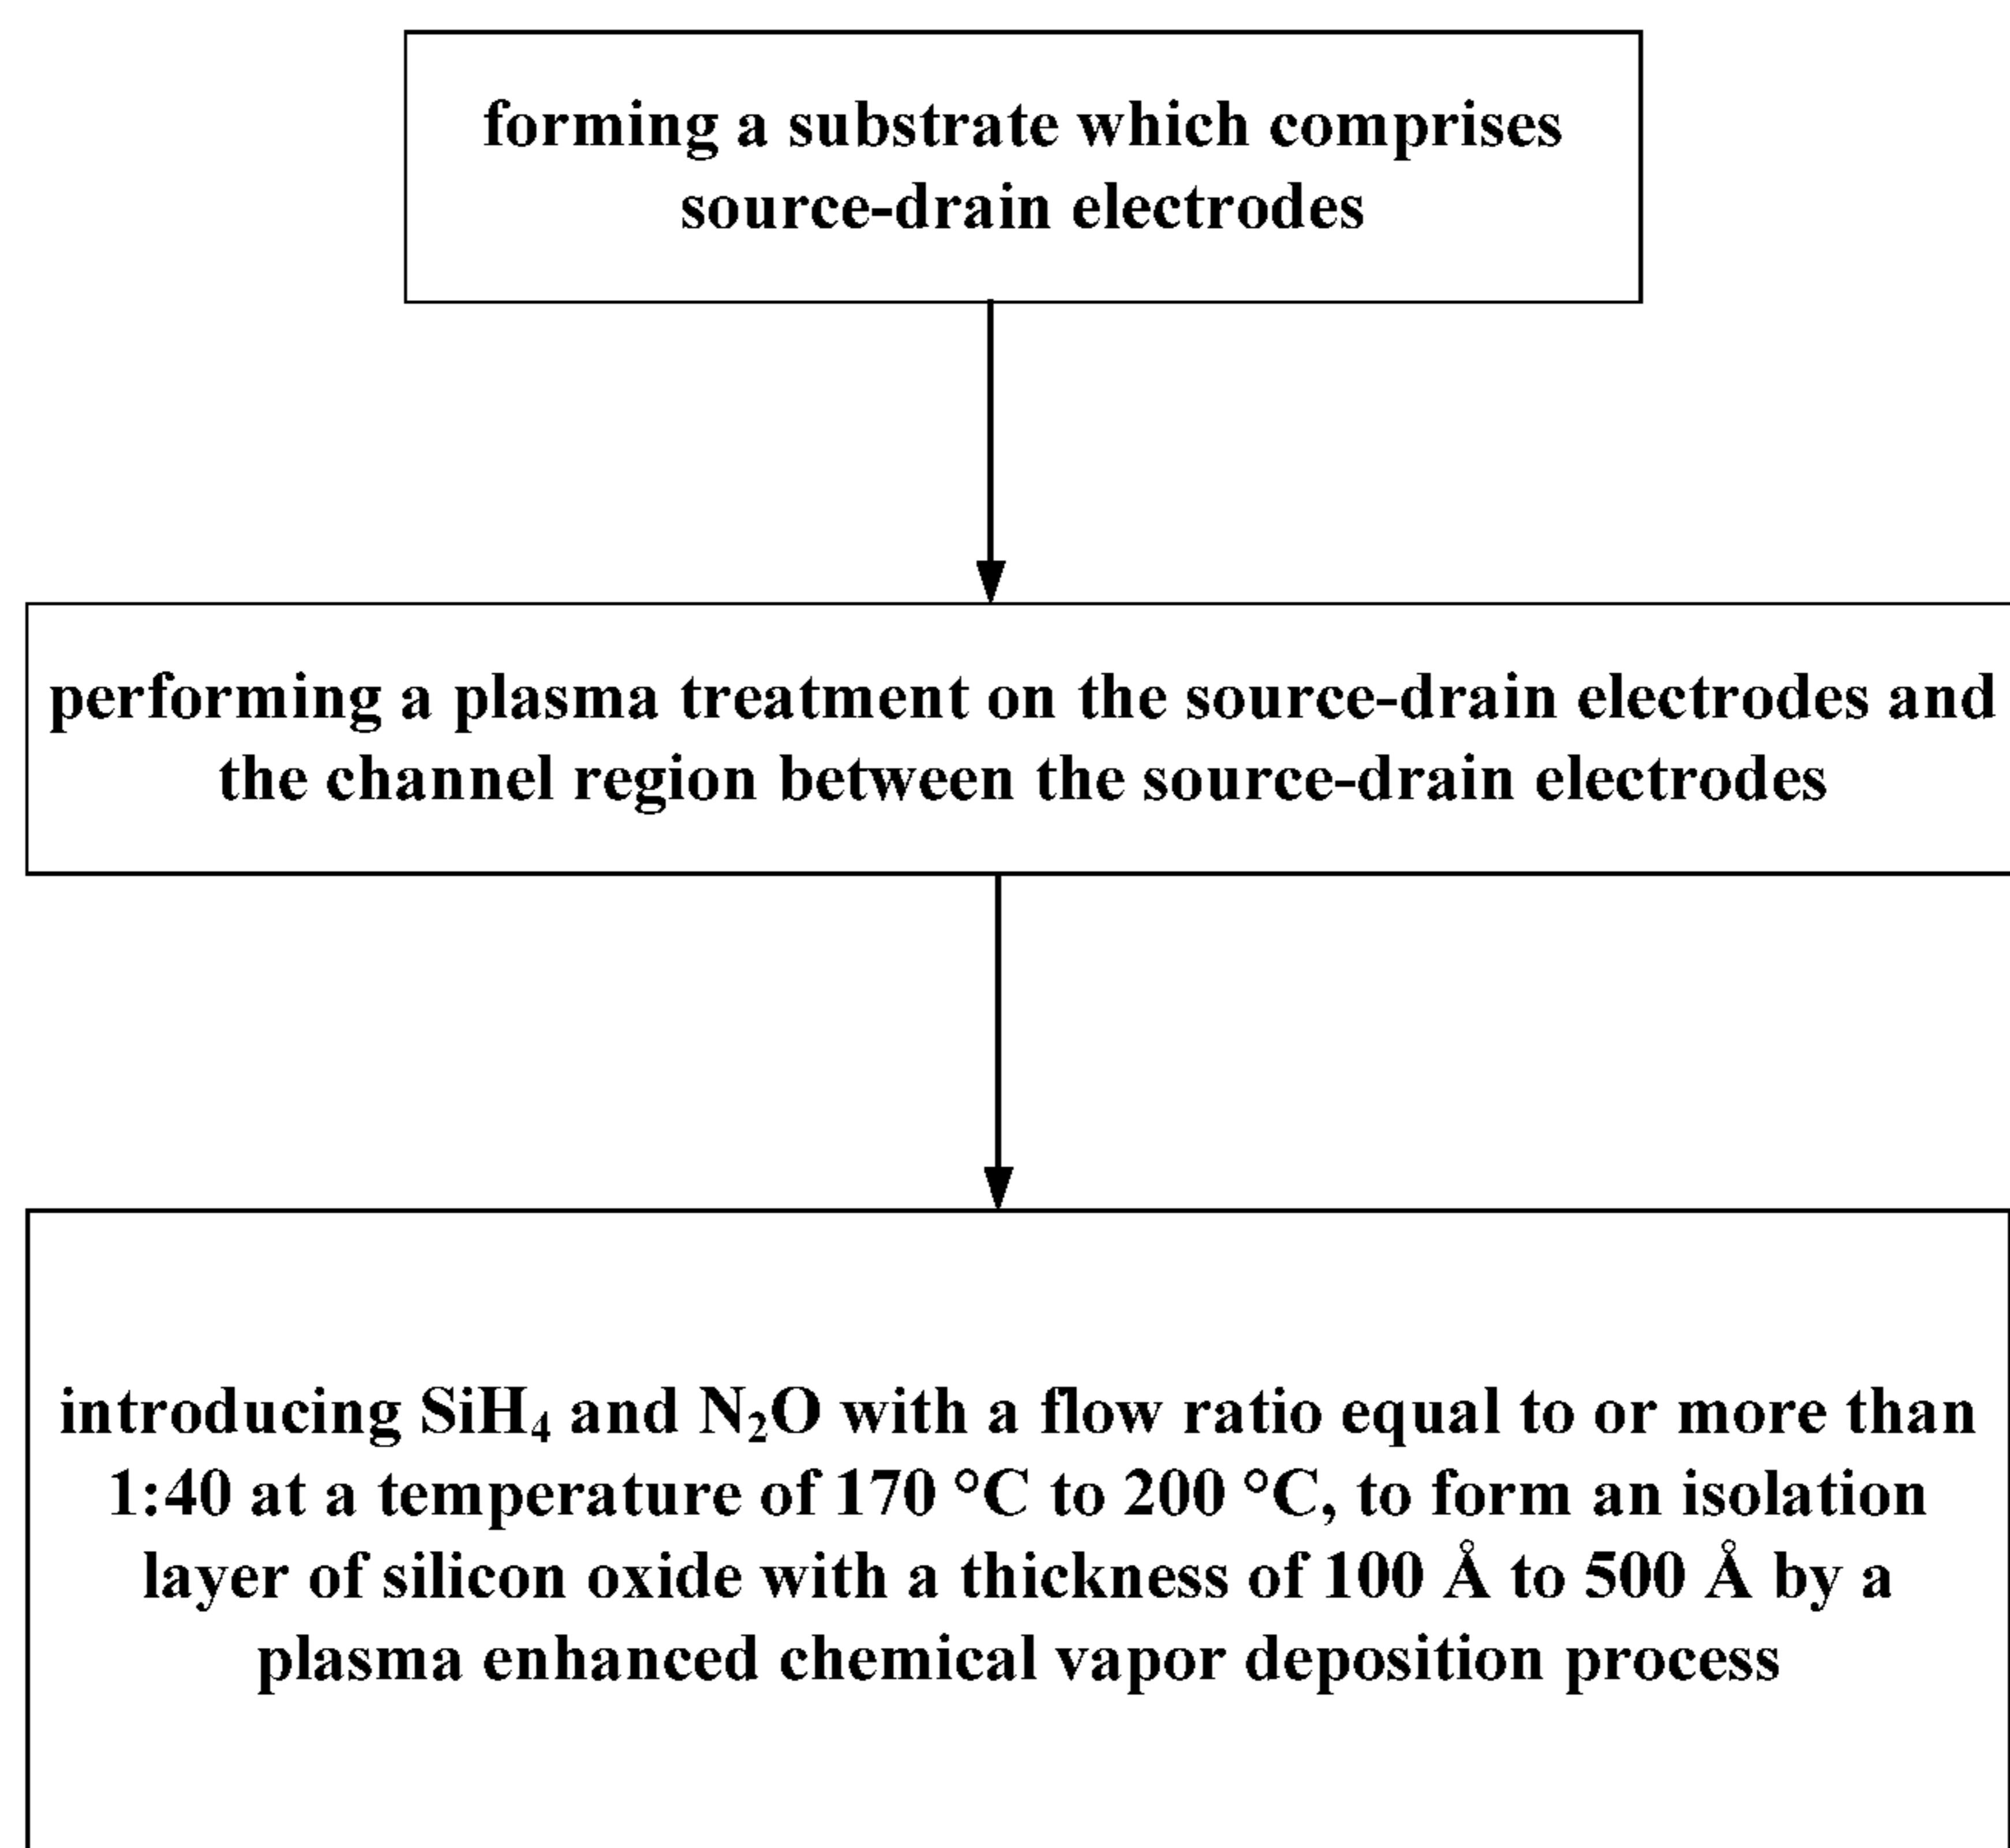 forming a substrate which comprises
source-drain electrodes
performing a plasma treatment on the source-drain electrodes and
the channel region between the source-drain electrodes
introducing SiH₄ and N₂O with a flow ratio equal to or more than
1:40 at a temperature of 170 °C to 200 °C, to form an isolation
layer of silicon oxide with a thickness of 100 Å to 500 Å by a
plasma enhanced chemical vapor deposition process